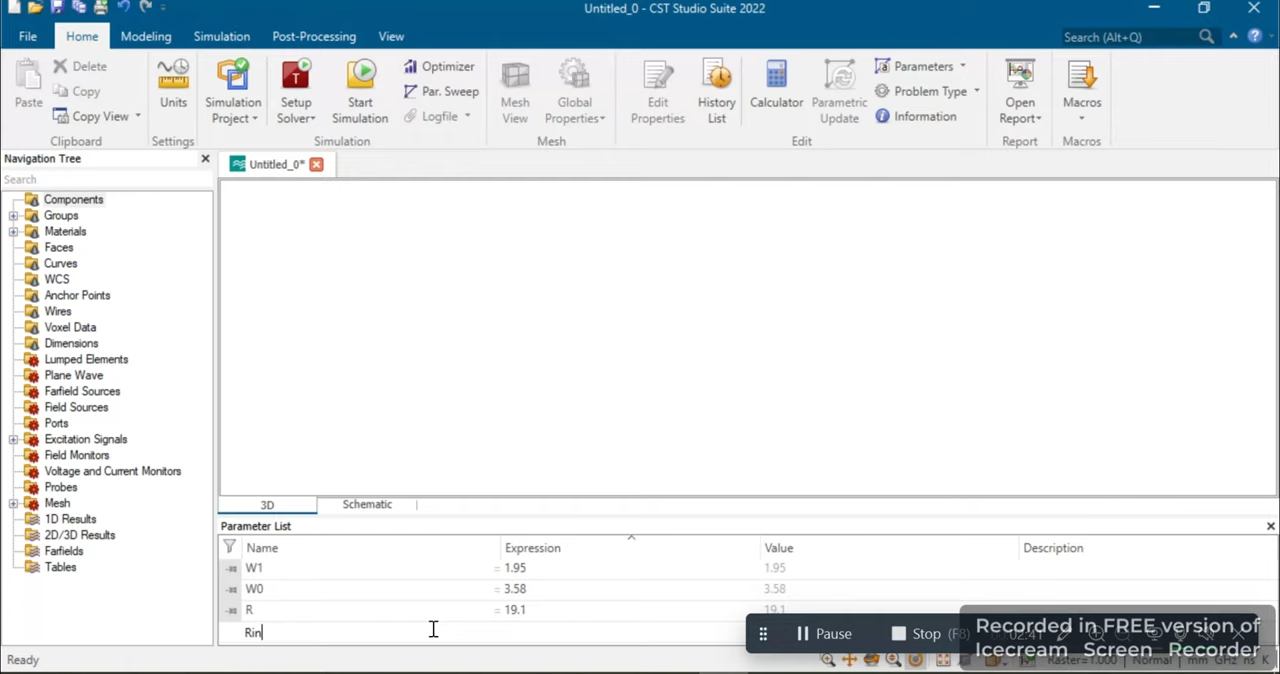 Untitled_0 - CST Studio Suite 2022
File Home Modeling Simulation Post-Processing View Search (Alt+Q)
Paste Delete Copy Copy View Clipboard
Units Settings
Simulation Project Setup Solver Start Simulation Optimizer Par. Sweep Logfile Simulation
Mesh View Global Properties Mesh
Edit Properties History List Calculator Parametric Update Parameters Problem Type Information Edit
Open Report Report
Macros Macros
Navigation Tree
Search
Untitled_0*
Components
Groups
Materials
Faces
Curves
WCS
Anchor Points
Wires
Voxel Data
Dimensions
Lumped Elements
Plane Wave
Farfield Sources
Field Sources
Ports
Excitation Signals
Field Monitors
Voltage and Current Monitors
Probes
Mesh
1D Results
2D/3D Results
Farfields
Tables
3D Schematic
Parameter List
Name Expression Value Description
W1 = 1.95 1.95
W0 = 3.58 3.58
R = 19.1 19.1
Rin
Pause Stop (F8) 00:02:41
Recorded in FREE version of
Icecream Screen Recorder
Ready Raster=1.000 Normal mm GHz ns K